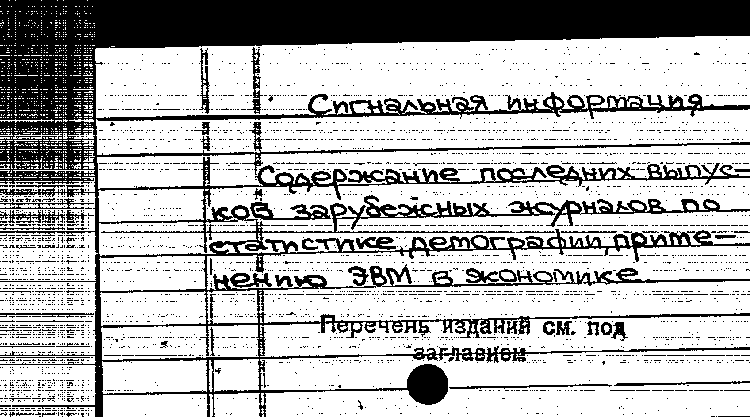 Сигнальная информация
Содержание последних выпус-
ков зарубежных журналов по
статистике, демографии, приме-
нению ЭВМ в экономике
Перечень изданий см. под
заглавием